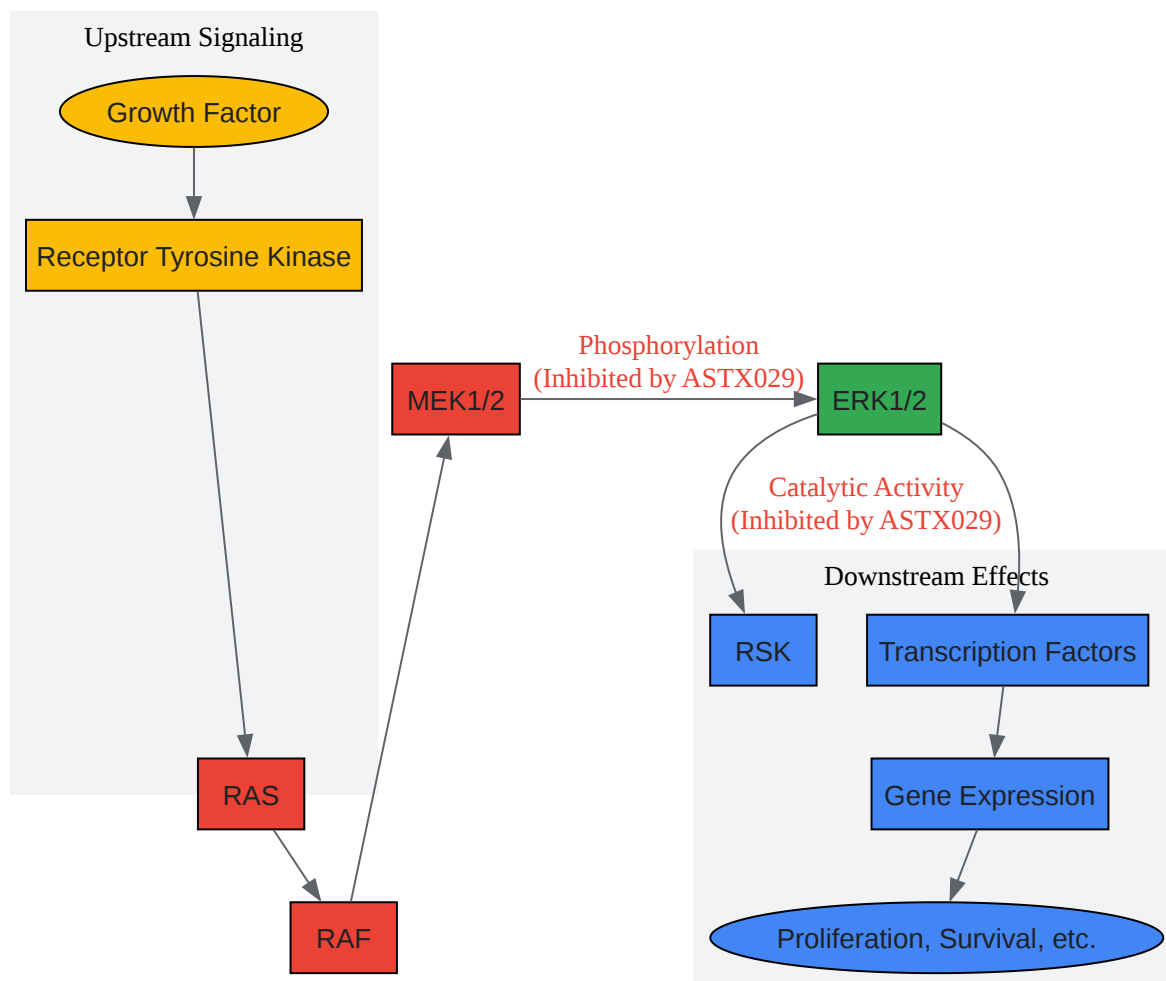 Upstream Signaling
Growth Factor
Receptor Tyrosine Kinase
Phosphorylation
(Inhibited by ASTX029)
MEK1/2
ERK1/2
Catalytic Activity
(Inhibited by ASTX029)
Downstream Effects
RSK
Transcription Factors
RAS
Gene Expression
RAF
Proliferation, Survival, etc.